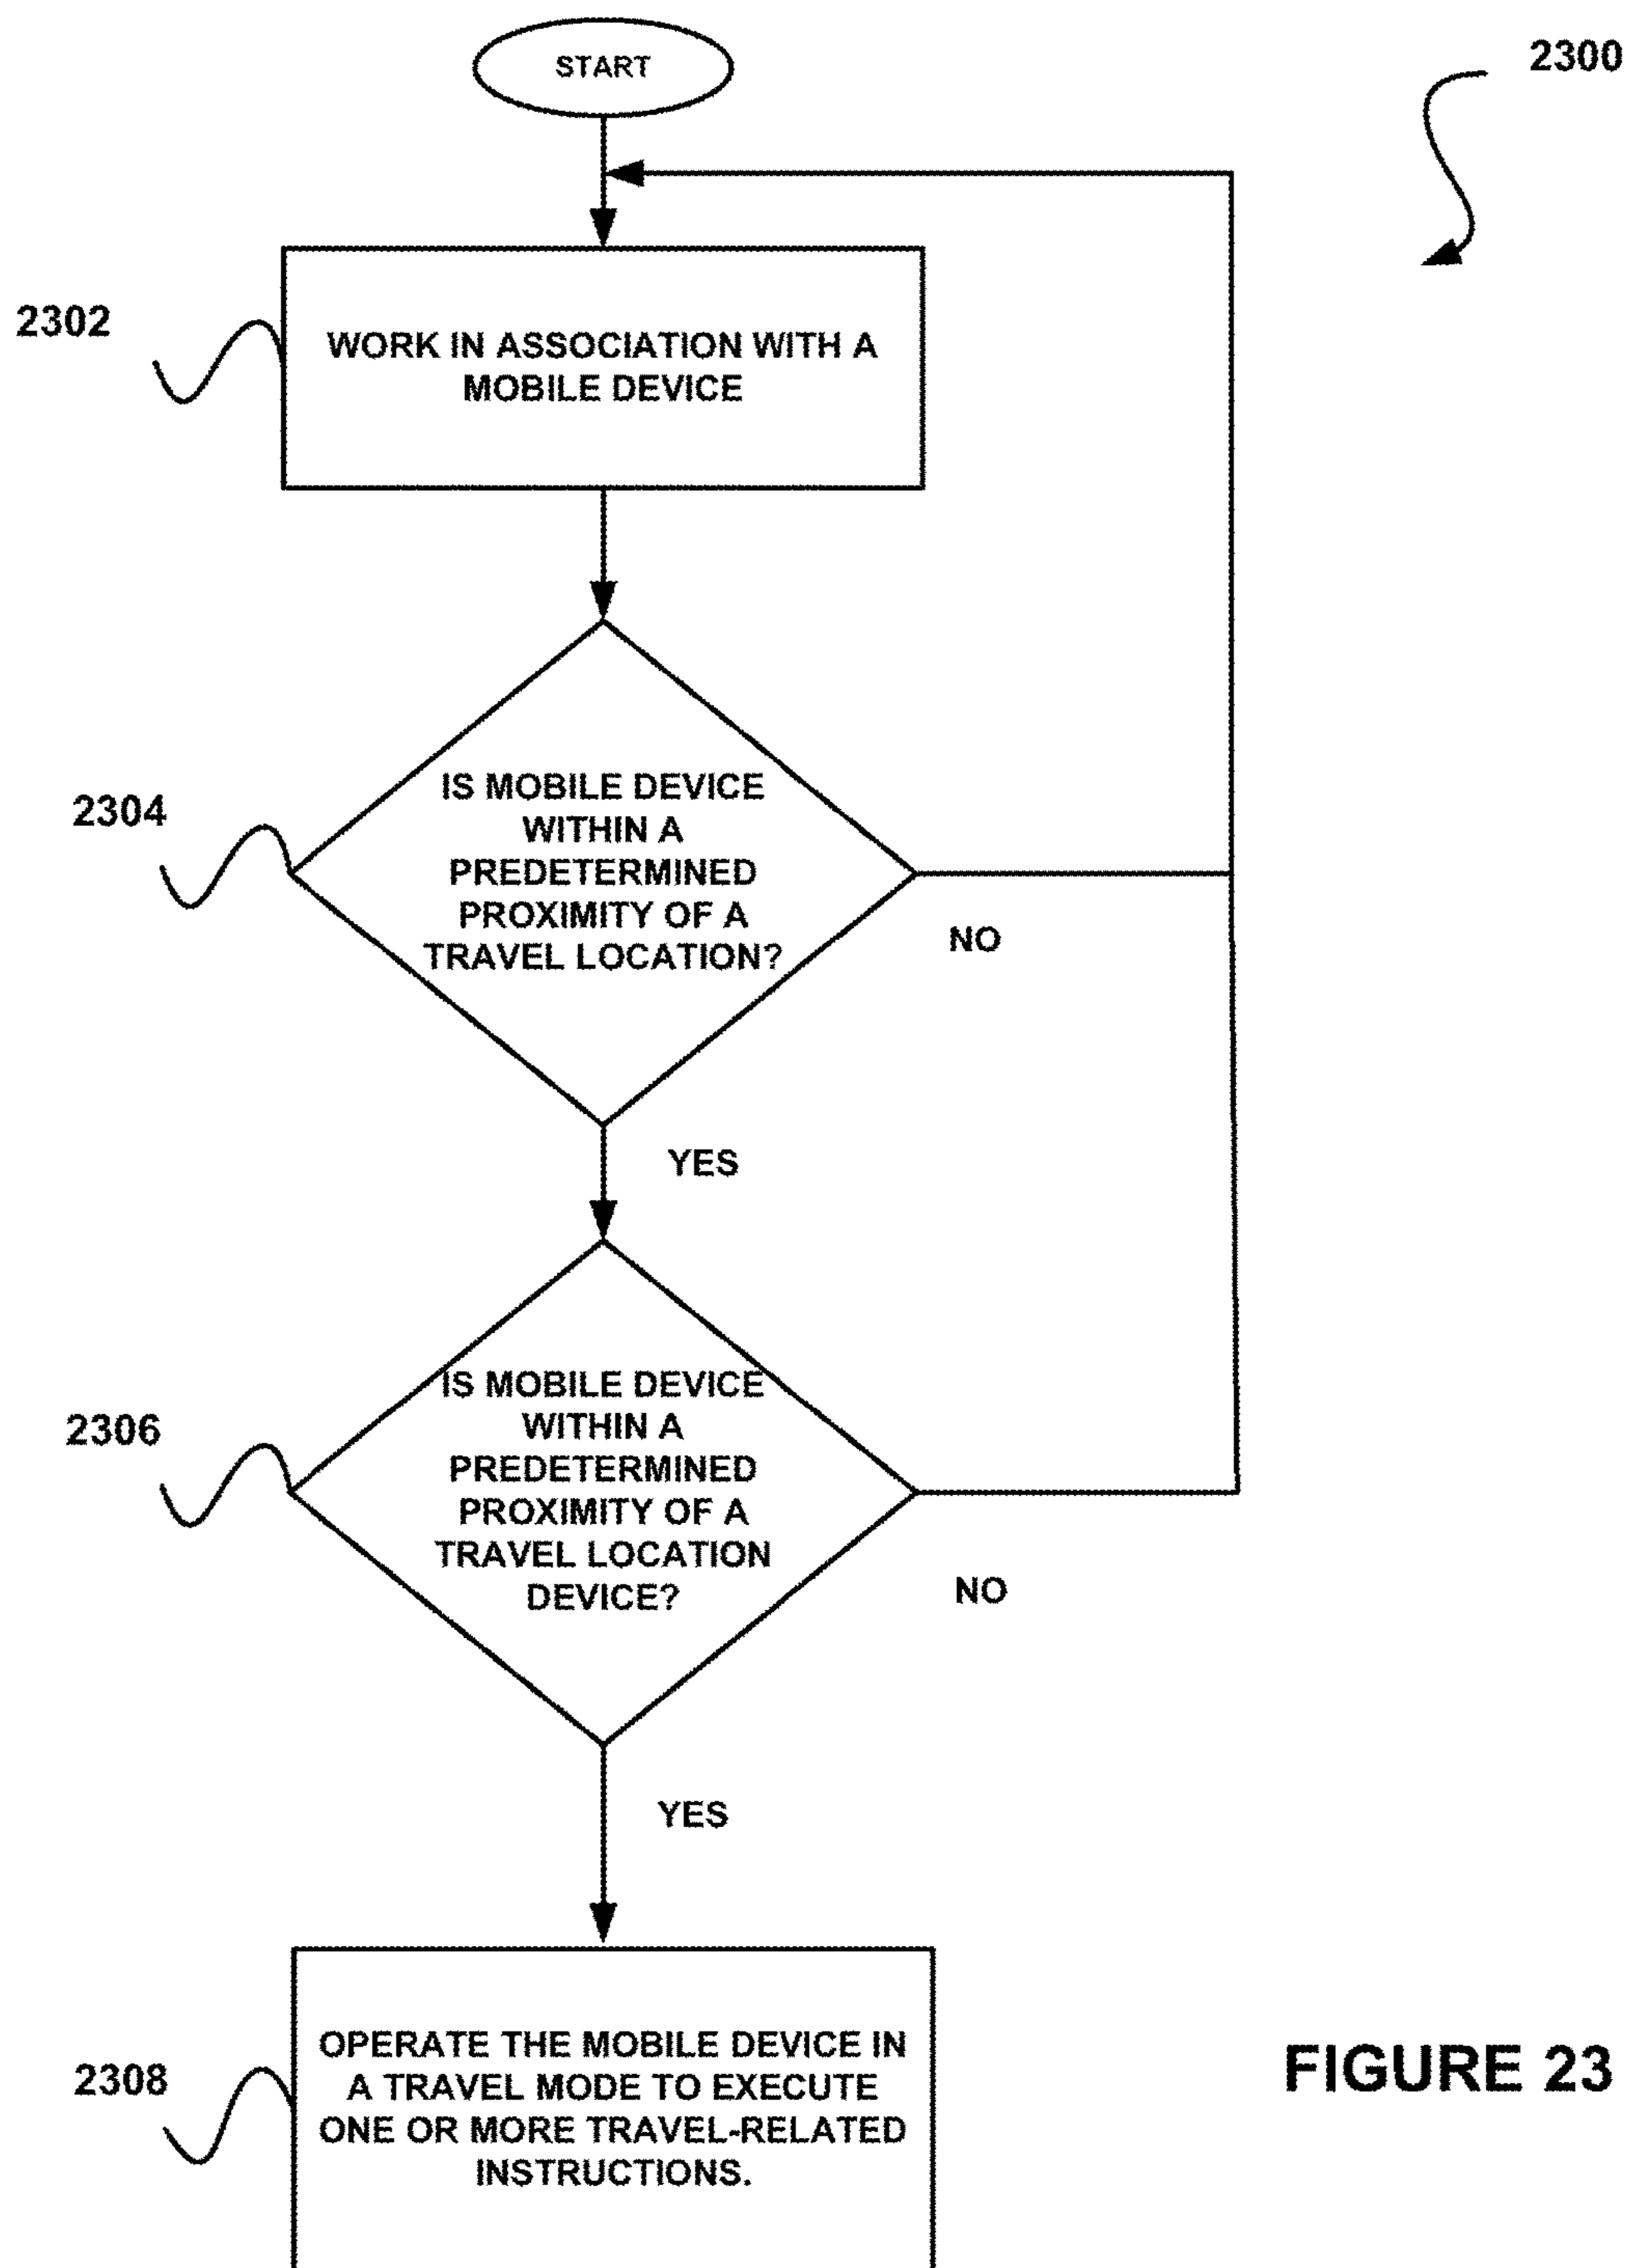 START
2300
2302
WORK IN ASSOCIATION WITH A
MOBILE DEVICE
2304
IS MOBILE DEVICE
WITHIN A
PREDETERMINED
PROXIMITY OF A
TRAVEL LOCATION?
NO
YES
2306
IS MOBILE DEVICE
WITHIN A
PREDETERMINED
PROXIMITY OF A
TRAVEL LOCATION
DEVICE?
NO
YES
2308
OPERATE THE MOBILE DEVICE IN
A TRAVEL MODE TO EXECUTE
ONE OR MORE TRAVEL-RELATED
INSTRUCTIONS.
FIGURE 23